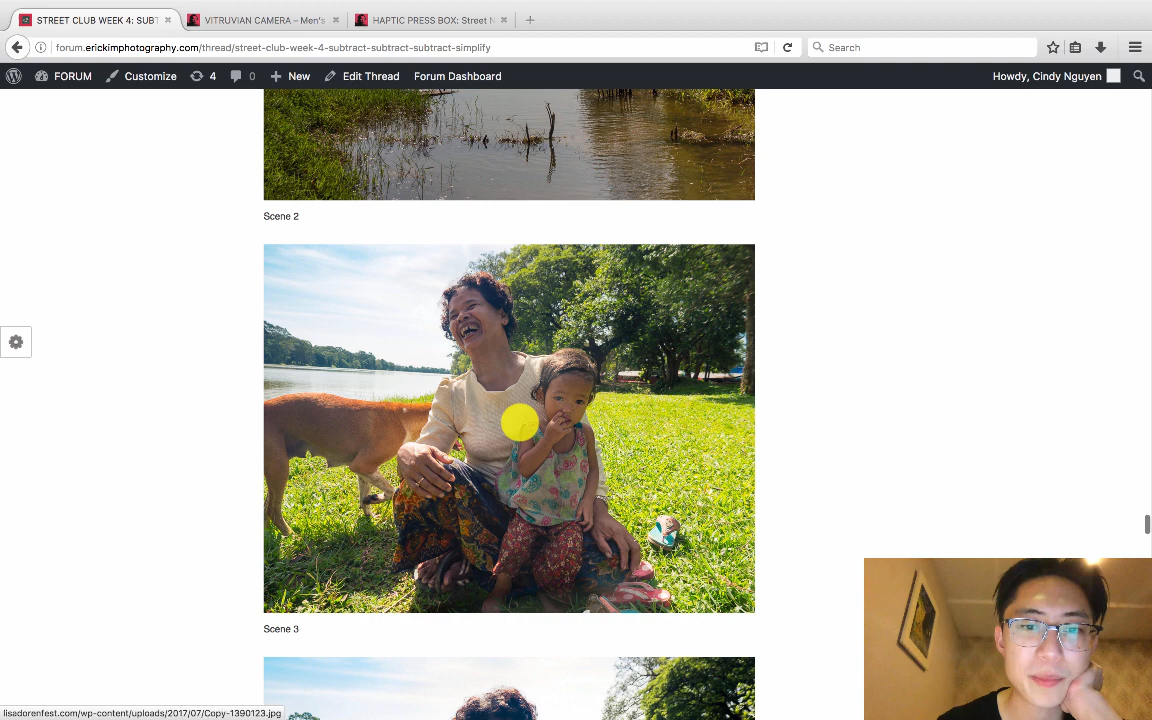 STREET CLUB WEEK 4: SUBT
VITRUVIAN CAMERA – Men's
HAPTIC PRESS BOX: Street N
forum.erickimphotography.com/thread/street-club-week-4-subtract-subtract-subtract-simplify
Search
FORUM
Customize
4
0
New
Edit Thread
Forum Dashboard
Howdy, Cindy Nguyen
Scene 2
Scene 3
lisadorenfest.com/wp-content/uploads/2017/07/Copy-1390123.jpg